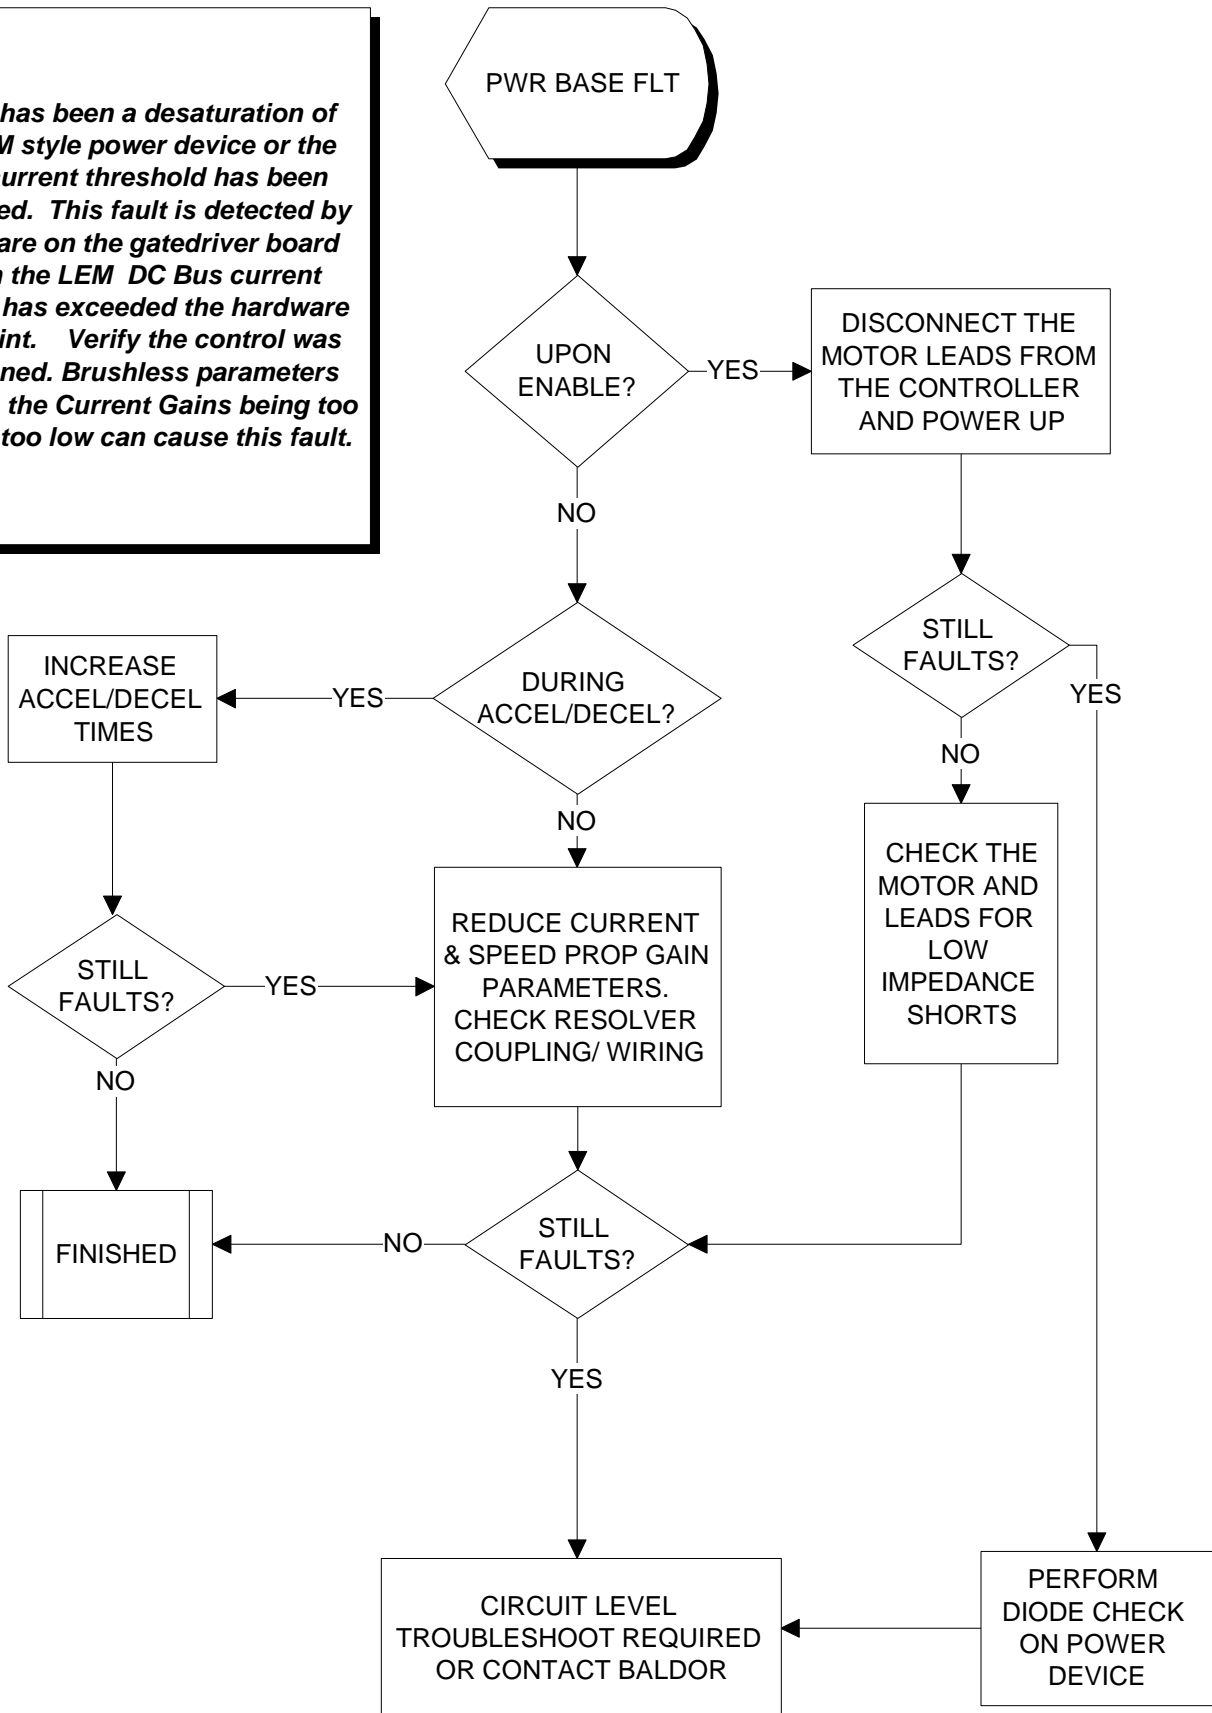 has been a desaturation of
style power device or the
current threshold has been
This fault is detected by
on the gatedriver board
the LEM DC Bus current
has exceeded the hardware
Verify the control was
Brushless parameters
the Current Gains being too
too low can cause this fault.
PWR BASE FLT
UPON
ENABLE?
YES
DISCONNECT THE
MOTOR LEADS FROM
THE CONTROLLER
AND POWER UP
NO
STILL
FAULTS?
YES
NO
DURING
ACCEL/DECEL?
YES
INCREASE
ACCEL/DECEL
TIMES
NO
CHECK THE
MOTOR AND
LEADS FOR
LOW
IMPEDANCE
SHORTS
REDUCE CURRENT
& SPEED PROP GAIN
PARAMETERS.
CHECK RESOLVER
COUPLING/ WIRING
STILL
FAULTS?
YES
NO
FINISHED
STILL
FAULTS?
NO
YES
CIRCUIT LEVEL
TROUBLESHOOT REQUIRED
OR CONTACT BALDOR
PERFORM
DIODE CHECK
ON POWER
DEVICE